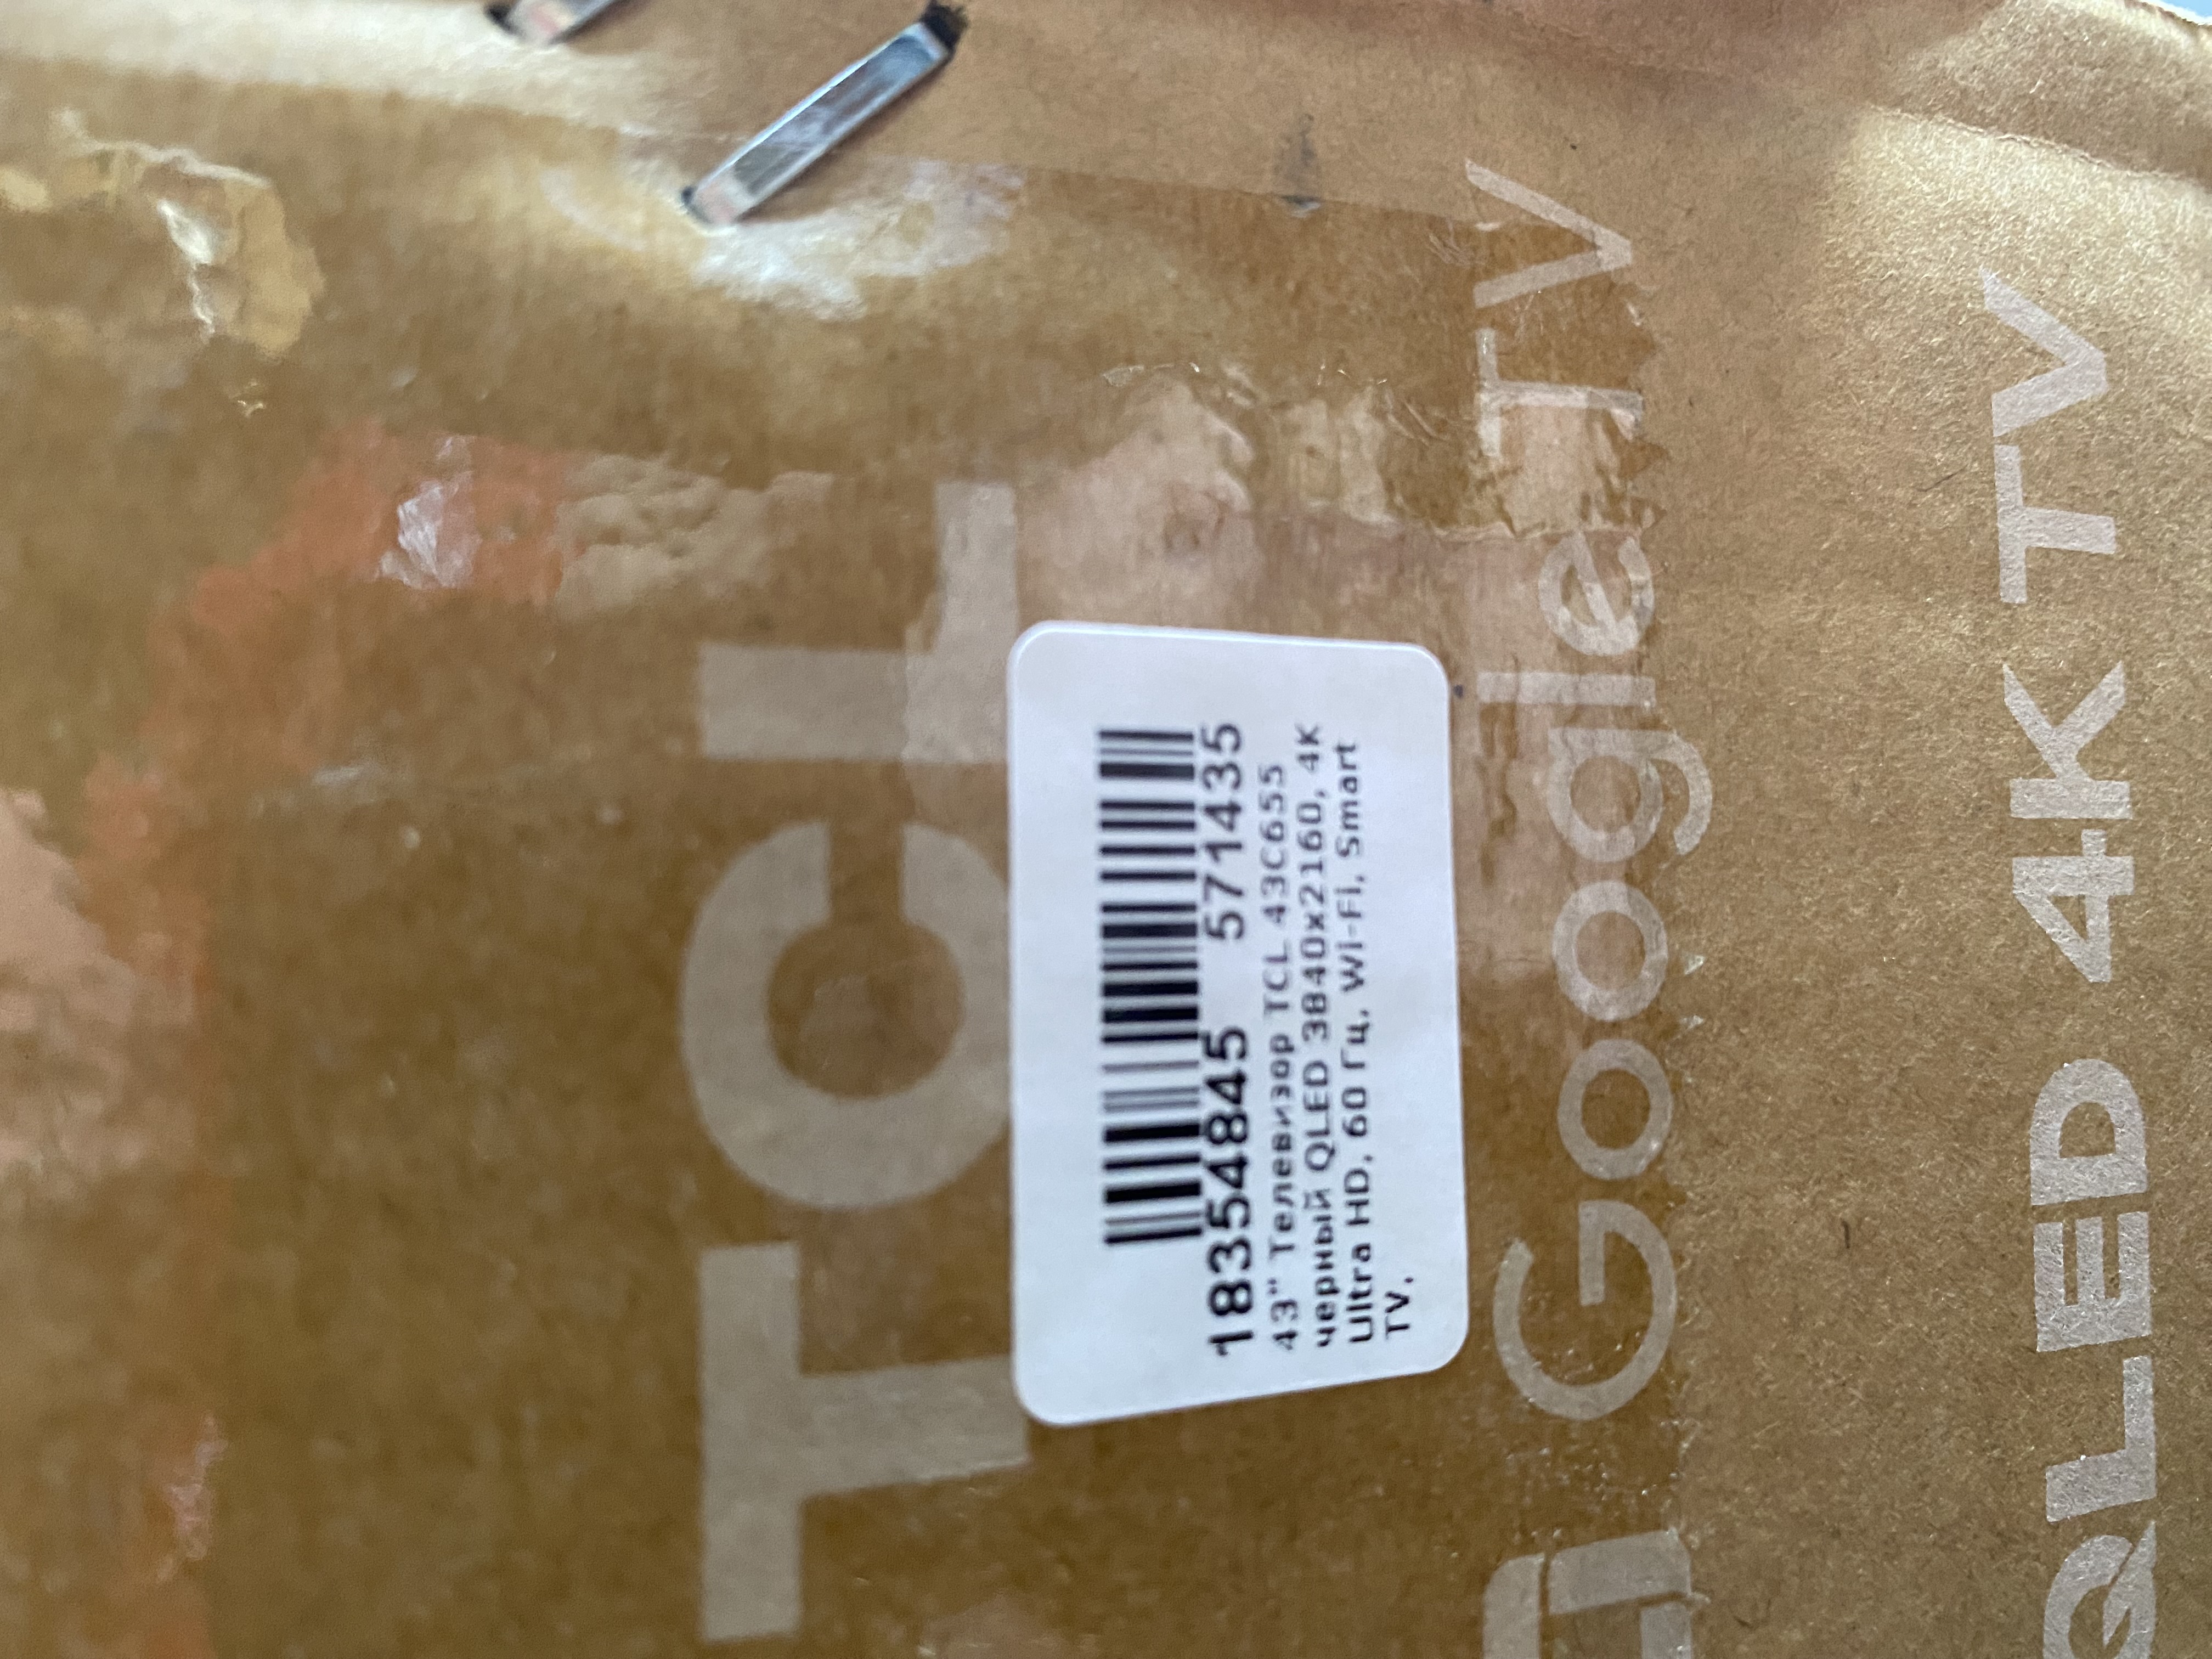 TCL
18354845 571435
43" Телевизор TCL 43C655
черный QLED 3840x2160, 4K
Ultra HD, 60 Гц, Wi-Fi, Smart
TV,
Google TV
QLED 4K TV